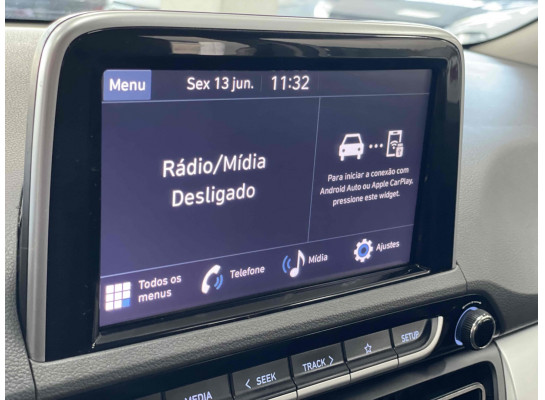 Menu Sex 13 jun. 11:32
Rádio/Mídia
Desligado
Para iniciar a conexão com
Android Auto ou Apple CarPlay,
pressione este widget.
Todos os
menus
Telefone
Mídia
Ajustes
MEDIA
< SEEK
TRACK >
☆
SETUP